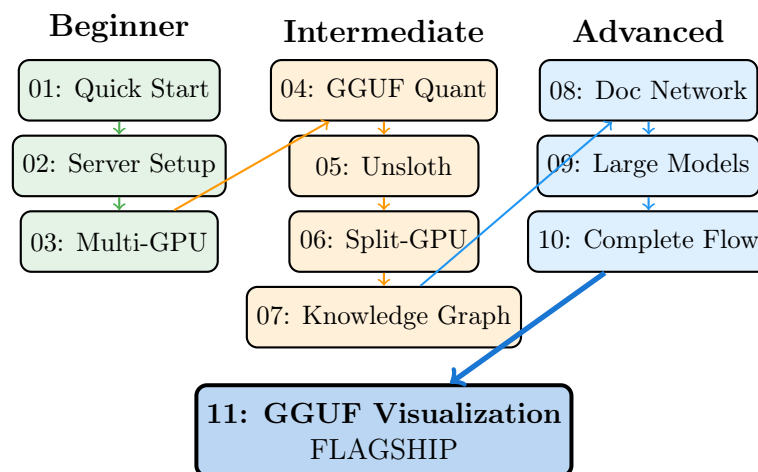 Beginner
01: Quick Start
02: Server Setup
03: Multi-GPU
Intermediate
04: GGUF Quant
05: Unsloth
06: Split-GPU
07: Knowledge Graph
Advanced
08: Doc Network
09: Large Models
10: Complete Flow
11: GGUF Visualization
FLAGSHIP